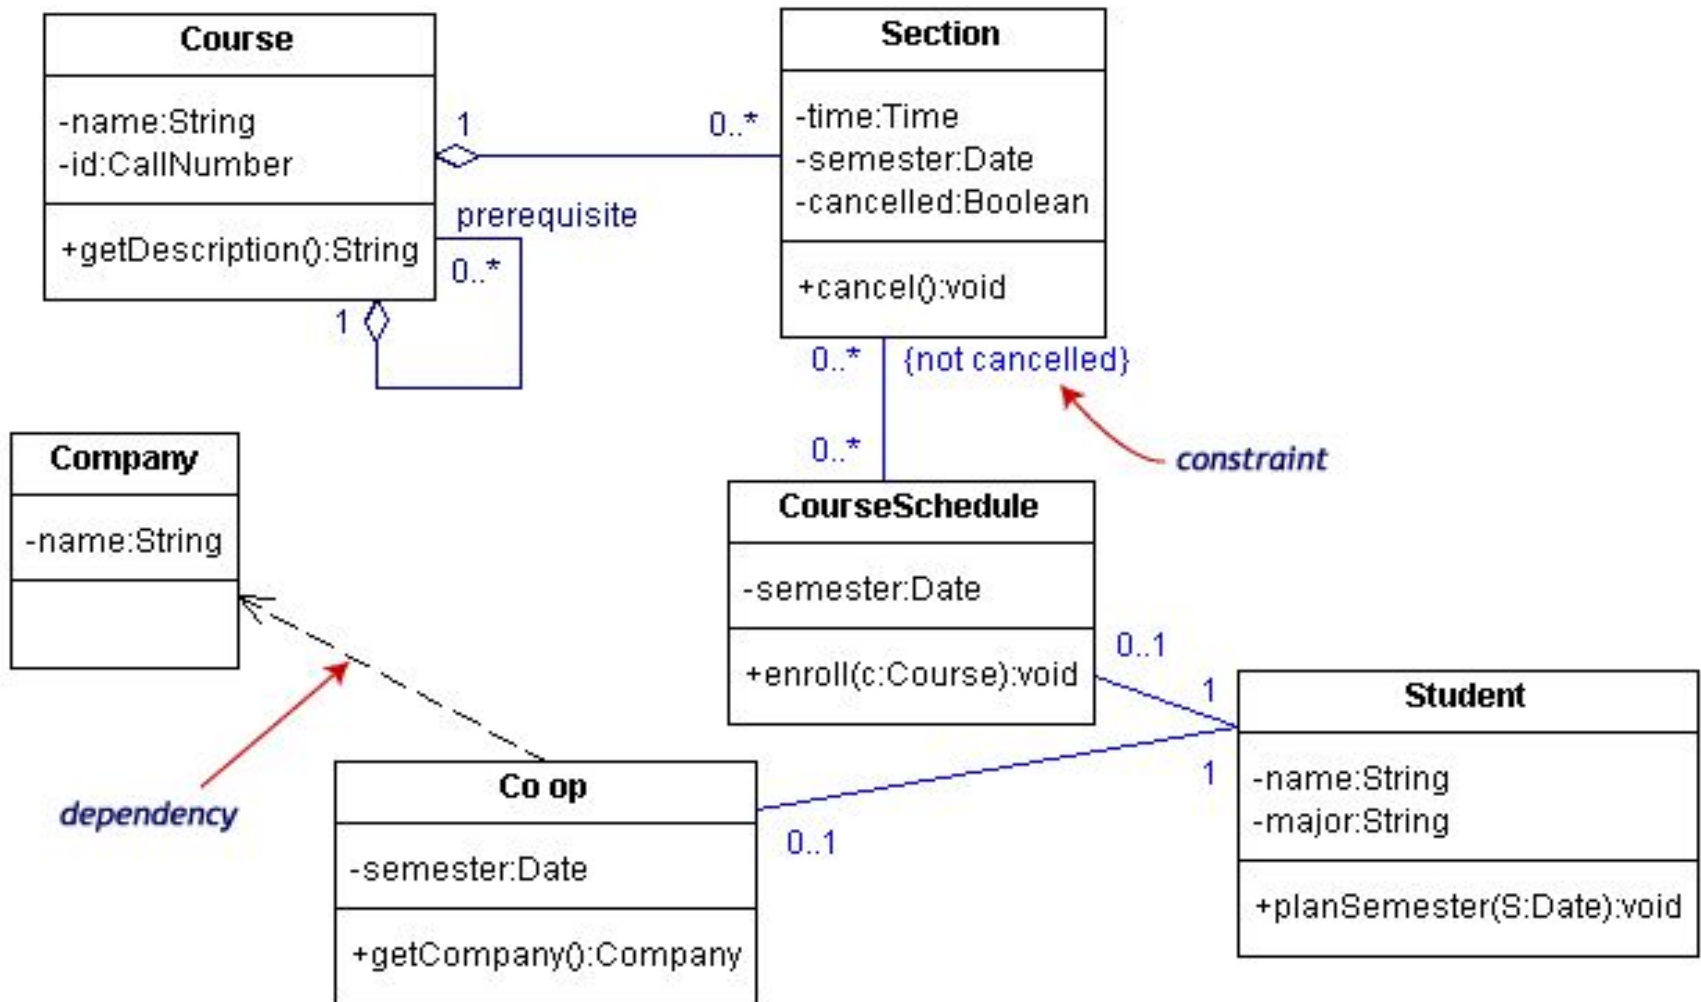 Course
-name:String
-id:CallNumber
+getDescription():String
1
0..*
prerequisite
0..*
1
Section
-time:Time
-semester:Date
-cancelled:Boolean
+cancel():void
0..*
{not cancelled}
constraint
0..*
Company
-name:String
CourseSchedule
-semester:Date
+enroll(c:Course):void
0..1
1
Student
-name:String
-major:String
+planSemester(S:Date):void
1
0..1
dependency
Co op
-semester:Date
+getCompany():Company